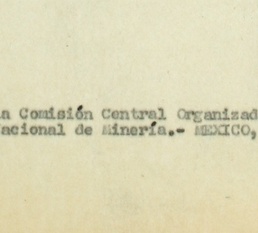 a Comisión Central Organizad
acional de Minería.- MEXICO,